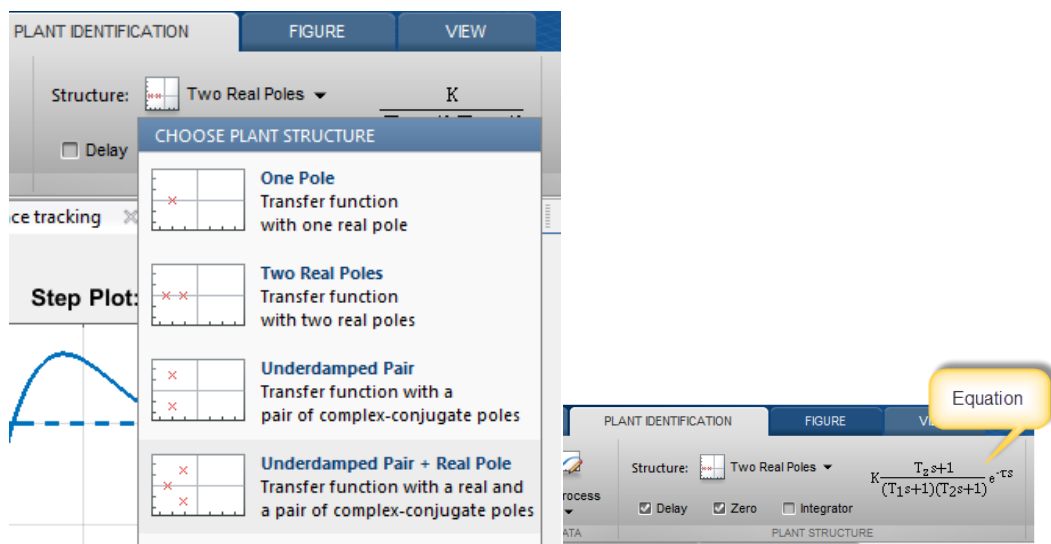 PLANT IDENTIFICATION FIGURE VIEW
Structure: Two Real Poles
K
Delay
CHOOSE PLANT STRUCTURE
One Pole
Transfer function
with one real pole
ce tracking
Two Real Poles
Transfer function
with two real poles
Step Plot:
Underdamped Pair
Transfer function with a
pair of complex-conjugate poles
Underdamped Pair + Real Pole
Transfer function with a real and
a pair of complex-conjugate poles
Equation
PLANT IDENTIFICATION FIGURE
Structure: Two Real Poles
K (T_z s+1)/((T_1 s+1)(T_2 s+1)) e^{-τs}
rocess
Delay Zero Integrator
ATA PLANT STRUCTURE